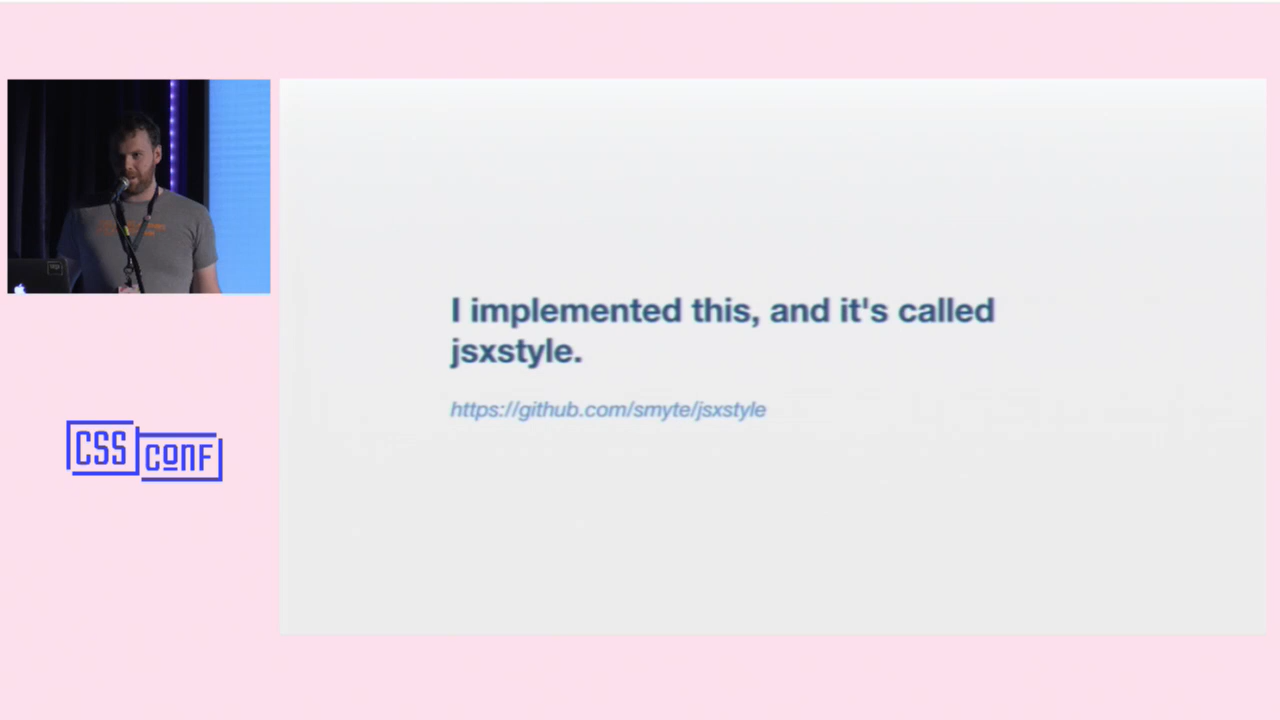 I implemented this, and it's called
jsxstyle.
https://github.com/smyte/jsxstyle
CSS
conf